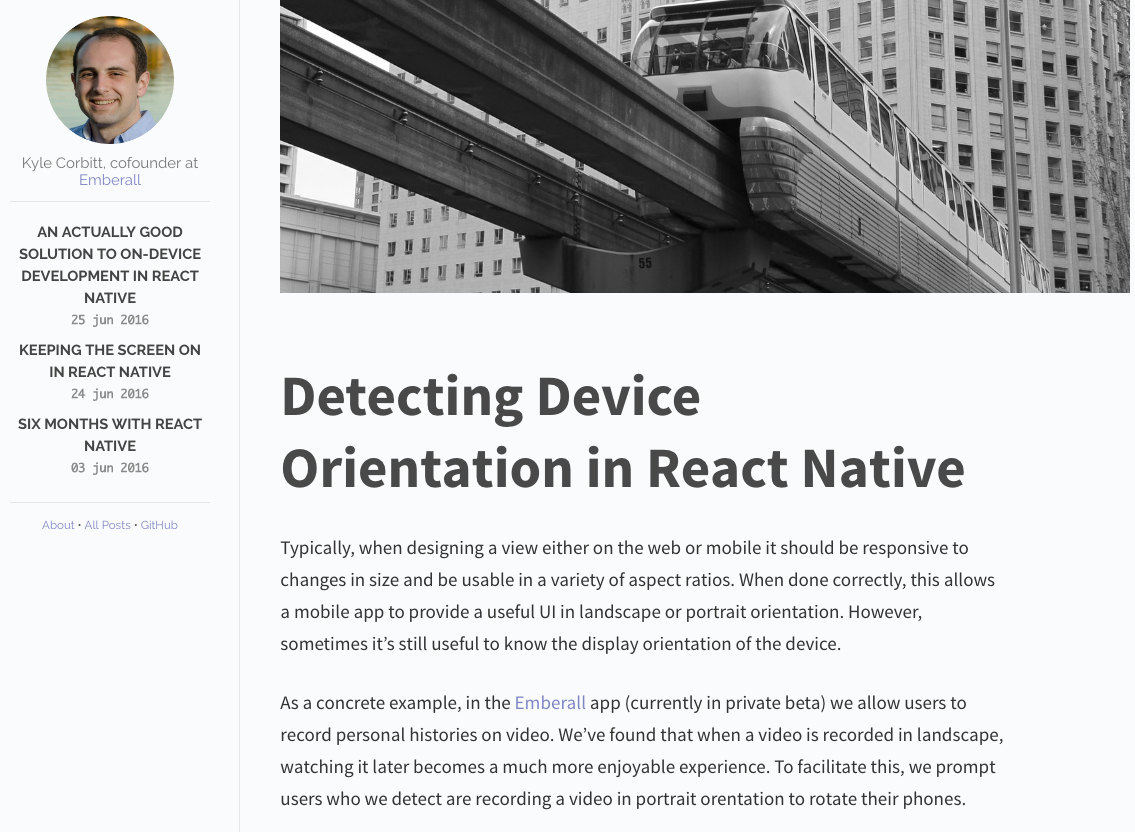 Kyle Corbitt, cofounder at
Emberall
AN ACTUALLY GOOD
SOLUTION TO ON-DEVICE
DEVELOPMENT IN REACT
NATIVE
25 jun 2016
KEEPING THE SCREEN ON
IN REACT NATIVE
24 jun 2016
SIX MONTHS WITH REACT
NATIVE
03 jun 2016
About • All Posts • GitHub
55
Detecting Device
Orientation in React Native
Typically, when designing a view either on the web or mobile it should be responsive to
changes in size and be usable in a variety of aspect ratios. When done correctly, this allows
a mobile app to provide a useful UI in landscape or portrait orientation. However,
sometimes it’s still useful to know the display orientation of the device.
As a concrete example, in the Emberall app (currently in private beta) we allow users to
record personal histories on video. We’ve found that when a video is recorded in landscape,
watching it later becomes a much more enjoyable experience. To facilitate this, we prompt
users who we detect are recording a video in portrait orentation to rotate their phones.